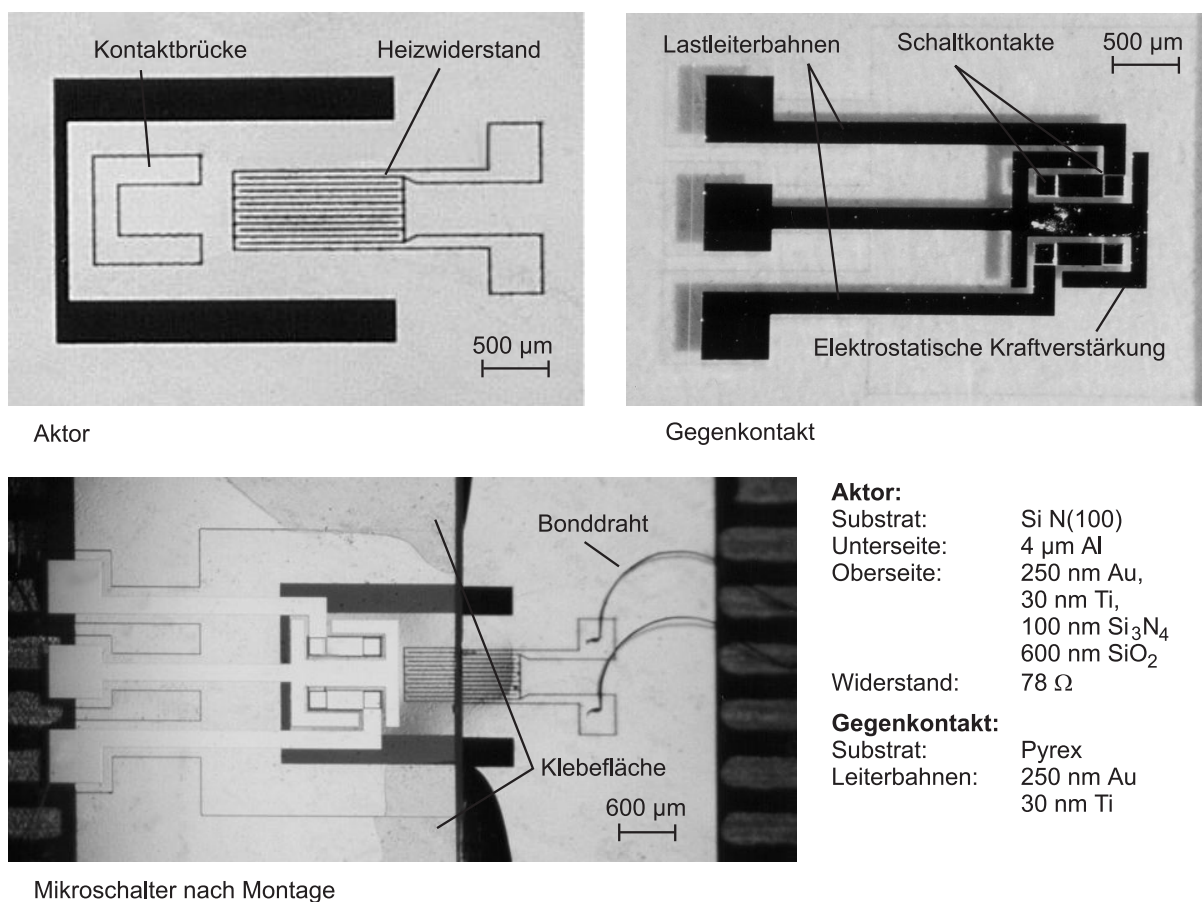 Kontaktbrücke
Heizwiderstand
500 µm
Aktor
Lastleiterbahnen
Schaltkontakte
500 µm
Elektrostatische Kraftverstärkung
Gegenkontakt
Bonddraht
Klebefläche
600 µm
Mikroschalter nach Montage
Aktor:
Substrat: Si N(100)
Unterseite: 4 µm Al
Oberseite: 250 nm Au,
30 nm Ti,
100 nm Si₃N₄
600 nm SiO₂
Widerstand: 78 Ω
Gegenkontakt:
Substrat: Pyrex
Leiterbahnen: 250 nm Au
30 nm Ti